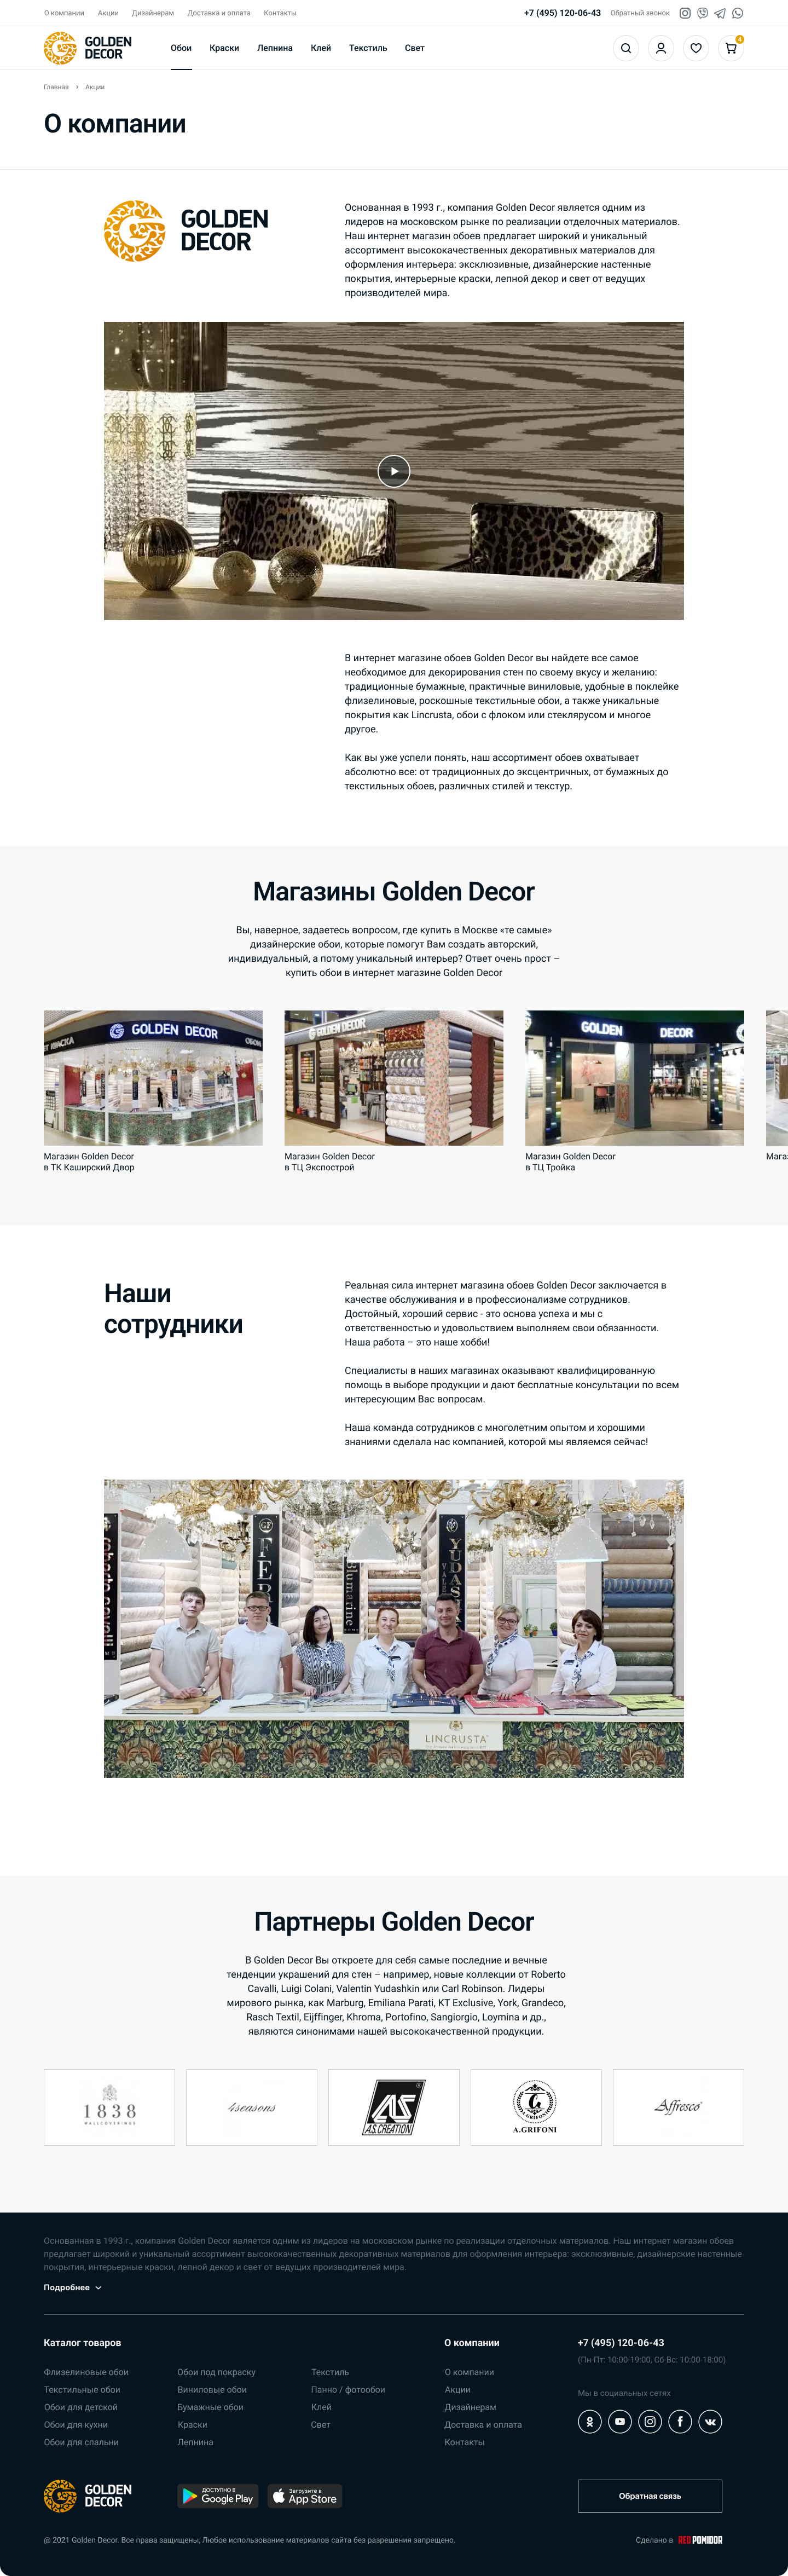 О компании Акции Дизайнерам Доставка и оплата Контакты +7 (495) 120-06-43 Обратный звонок
GOLDEN
DECOR
Обои Краски Лепнина Клей Текстиль Свет
4
Главная > Акции
О компании
GOLDEN
DECOR
Основанная в 1993 г., компания Golden Decor является одним из
лидеров на московском рынке по реализации отделочных материалов.
Наш интернет магазин обоев предлагает широкий и уникальный
ассортимент высококачественных декоративных материалов для
оформления интерьера: эксклюзивные, дизайнерские настенные
покрытия, интерьерные краски, лепной декор и свет от ведущих
производителей мира.
В интернет магазине обоев Golden Decor вы найдете все самое
необходимое для декорирования стен по своему вкусу и желанию:
традиционные бумажные, практичные виниловые, удобные в поклейке
флизелиновые, роскошные текстильные обои, а также уникальные
покрытия как Lincrusta, обои с флоком или стеклярусом и многое
другое.
Как вы уже успели понять, наш ассортимент обоев охватывает
абсолютно все: от традиционных до эксцентричных, от бумажных до
текстильных обоев, различных стилей и текстур.
Магазины Golden Decor
Вы, наверное, задаетесь вопросом, где купить в Москве «те самые»
дизайнерские обои, которые помогут Вам создать авторский,
индивидуальный, а потому уникальный интерьер? Ответ очень прост –
купить обои в интернет магазине Golden Decor
GOLDEN DECOR
КРАСКА
GOLDEN DECOR
GOLDEN DECOR
Магазин Golden Decor
в ТК Каширский Двор
Магазин Golden Decor
в ТЦ Экспострой
Магазин Golden Decor
в ТЦ Тройка
Мага
Наши
сотрудники
Реальная сила интернет магазина обоев Golden Decor заключается в
качестве обслуживания и в профессионализме сотрудников.
Достойный, хороший сервис - это основа успеха и мы с
ответственностью и удовольствием выполняем свои обязанности.
Наша работа – это наше хобби!
Специалисты в наших магазинах оказывают квалифицированную
помощь в выборе продукции и дают бесплатные консультации по всем
интересующим Вас вопросам.
Наша команда сотрудников с многолетним опытом и хорошими
знаниями сделала нас компанией, которой мы являемся сейчас!
Blumarine
YUDAS
LINCRUSTA
Партнеры Golden Decor
В Golden Decor Вы откроете для себя самые последние и вечные
тенденции украшений для стен – например, новые коллекции от Roberto
Cavalli, Luigi Colani, Valentin Yudashkin или Carl Robinson. Лидеры
мирового рынка, как Marburg, Emiliana Parati, KT Exclusive, York, Grandeco,
Rasch Textil, Eijffinger, Khroma, Portofino, Sangiorgio, Loymina и др.,
являются синонимами нашей высококачественной продукции.
1838
WALLCOVERINGS
4seasons
AS
A.S. CRÉATION
A.GRIFONI
Affresco
Основанная в 1993 г., компания Golden Decor является одним из лидеров на московском рынке по реализации отделочных материалов. Наш интернет магазин обоев
предлагает широкий и уникальный ассортимент высококачественных декоративных материалов для оформления интерьера: эксклюзивные, дизайнерские настенные
покрытия, интерьерные краски, лепной декор и свет от ведущих производителей мира.
Подробнее
Каталог товаров
Флизелиновые обои
Текстильные обои
Обои для детской
Обои для кухни
Обои для спальни
Обои под покраску
Виниловые обои
Бумажные обои
Краски
Лепнина
Текстиль
Панно / фотообои
Клей
Свет
О компании
О компании
Акции
Дизайнерам
Доставка и оплата
Контакты
+7 (495) 120-06-43
(Пн-Пт: 10:00-19:00, Сб-Вс: 10:00-18:00)
Мы в социальных сетях
GOLDEN
DECOR
ДОСТУПНО В
Google Play
Загрузите в
App Store
Обратная связь
@ 2021 Golden Decor. Все права защищены, Любое использование материалов сайта без разрешения запрещено.
Сделано в REDPOMIDOR